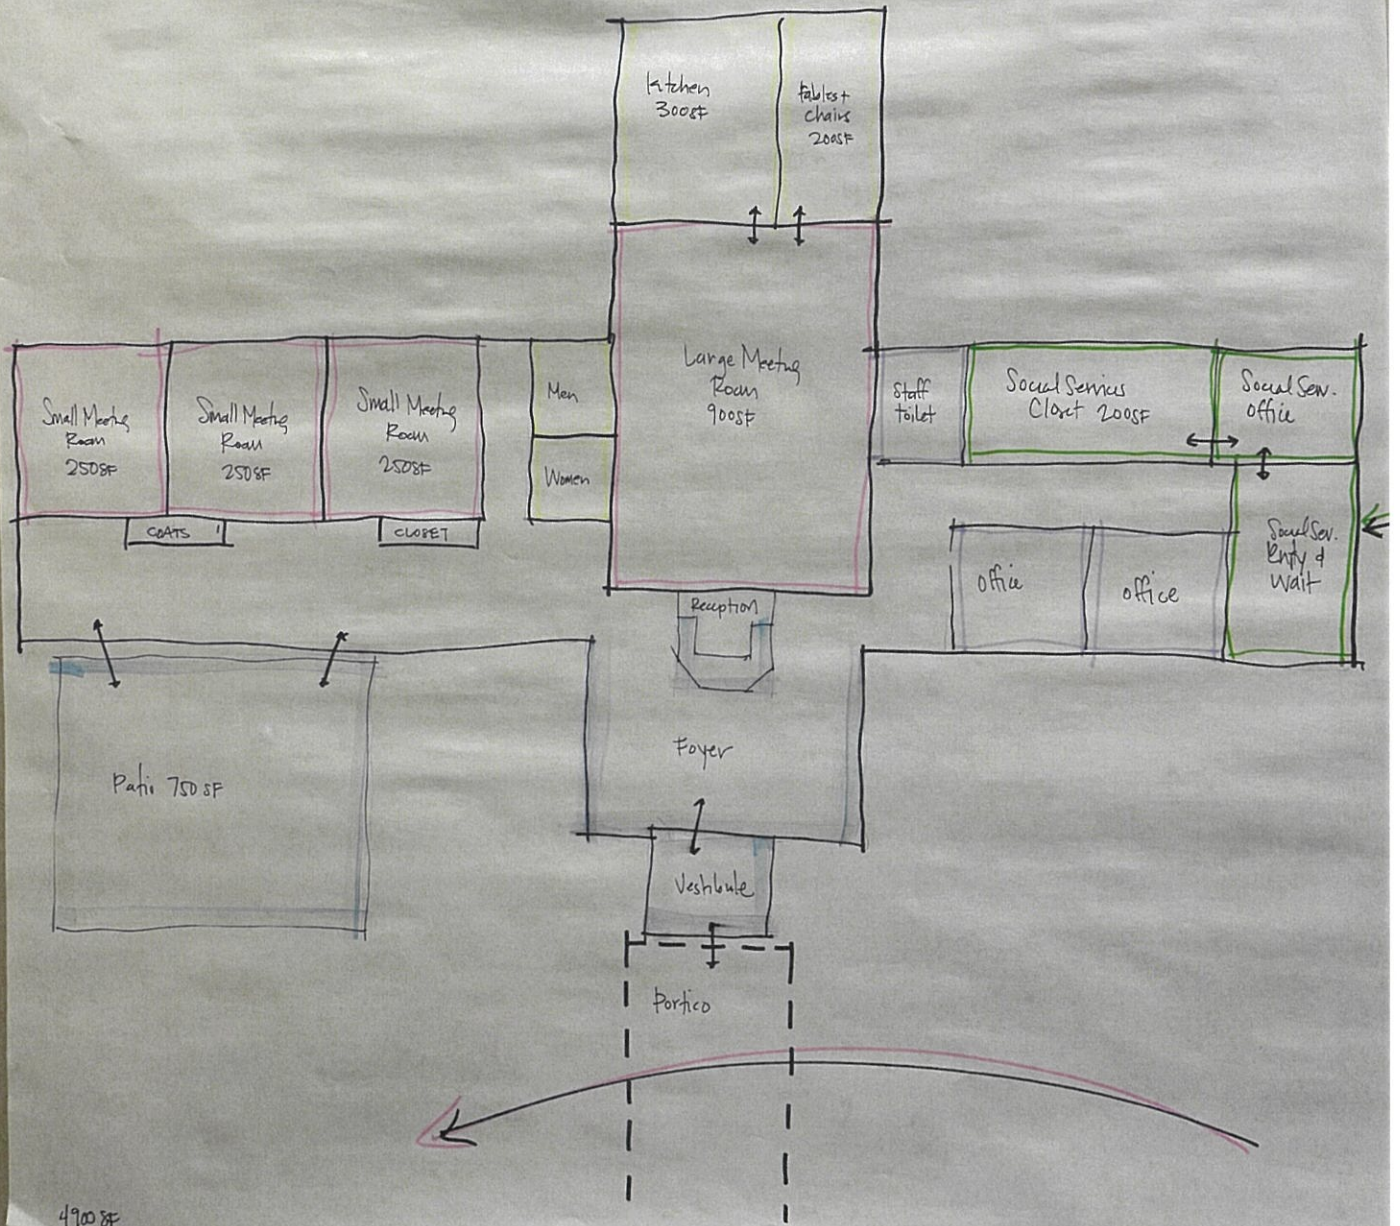 Kitchen
300SF
tables +
chairs
200SF
Large Meeting
Room
900SF
Small Meeting
Room
250SF
Small Meeting
Room
250SF
Small Meeting
Room
250SF
Men
Women
COATS
CLOSET
Staff
toilet
Social Services
Closet 200SF
Social Serv.
office
Social Serv.
Entry &
Wait
office
office
Reception
Foyer
Patio 750 SF
Vestibule
Portico
4900 SF